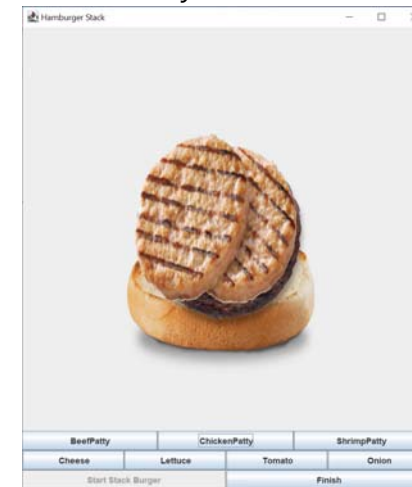 Hamburger Stack
BeefPatty ChickenPatty ShrimpPatty
Cheese Lettuce Tomato Onion
Start Stack Burger Finish